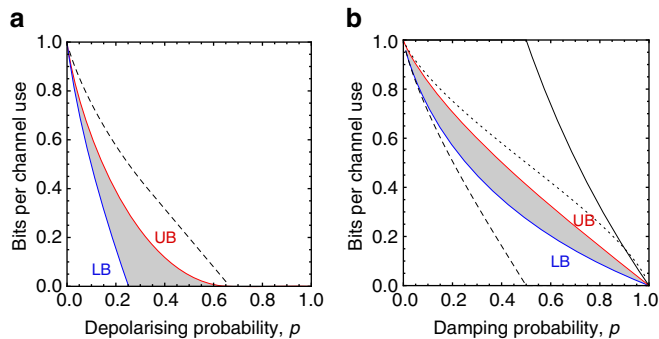 a
Bits per channel use
1.0
0.8
0.6
0.4
0.2
0.0
UB
LB
0.0 0.2 0.4 0.6 0.8 1.0
Depolarising probability, p
b
Bits per channel use
1.0
0.8
0.6
0.4
0.2
0.0
UB
LB
0.0 0.2 0.4 0.6 0.8 1.0
Damping probability, p